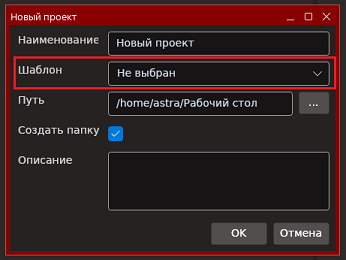 Новый проект
Наименование Новый проект
Шаблон Не выбран
Путь /home/astra/Рабочий стол ...
Создать папку
Описание
OK Отмена